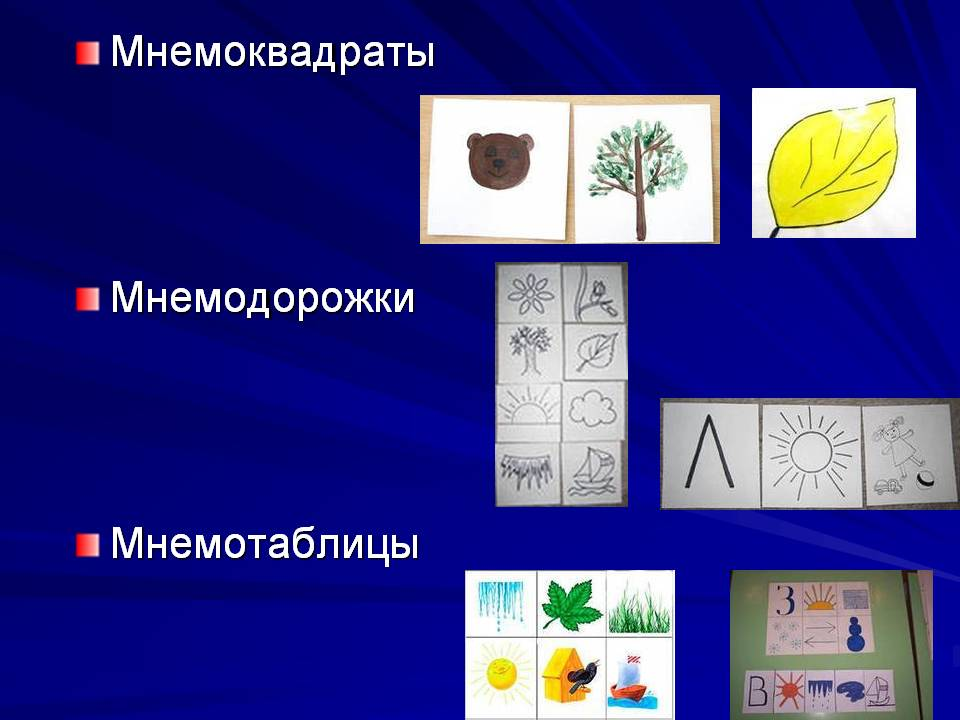 Мнемоквадраты
Мнемодорожки
Л
Мнемотаблицы
З
В